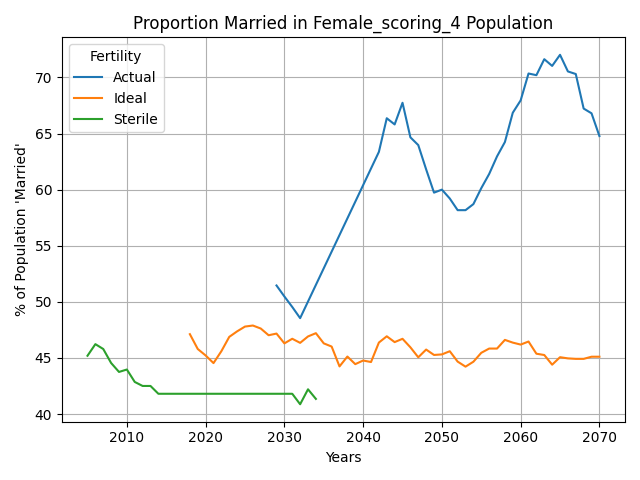 Proportion Married in Female_scoring_4 Population
Fertility
Actual
Ideal
Sterile
% of Population 'Married'
70
65
60
55
50
45
40
2010 2020 2030 2040 2050 2060 2070
Years